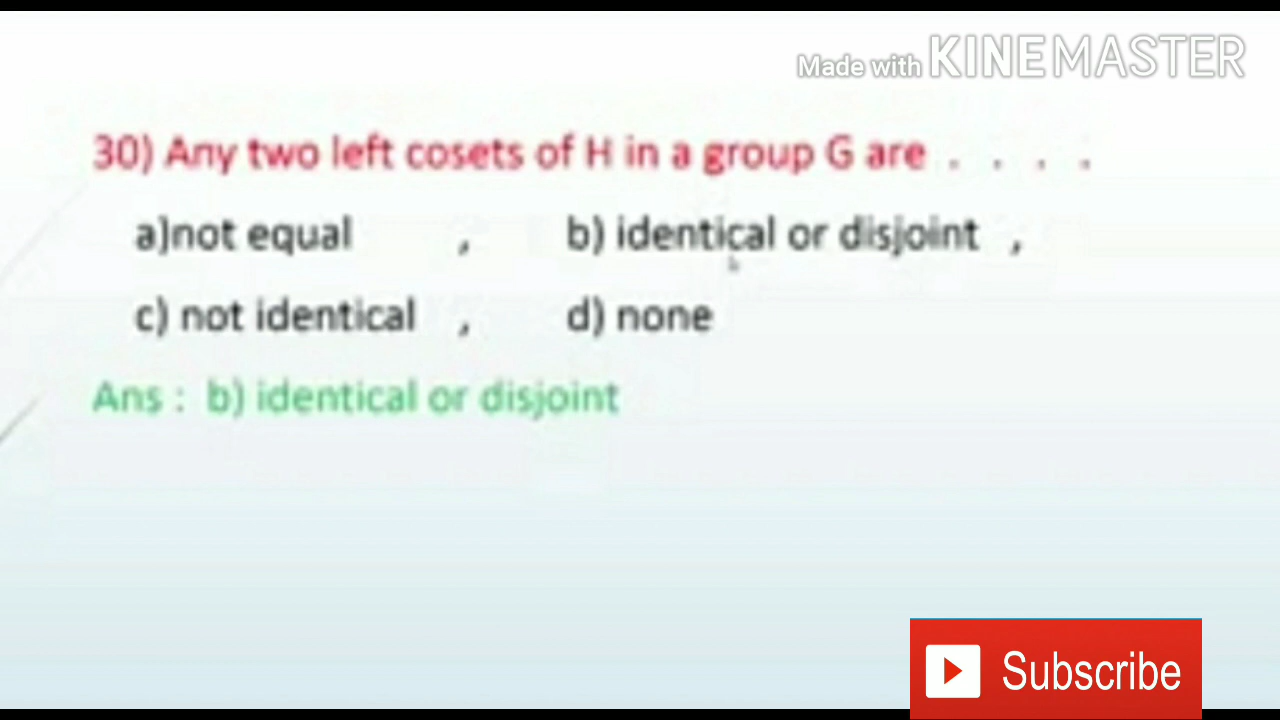 Made with KINEMASTER
30) Any two left cosets of H in a group G are . . . .
a)not equal , b) identical or disjoint ,
c) not identical , d) none
Ans : b) identical or disjoint
Subscribe